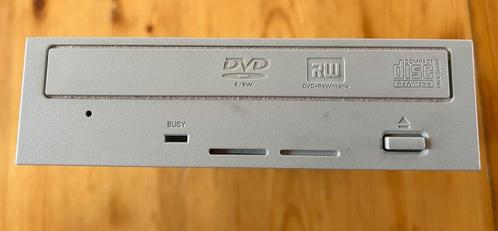 DVD
R/RW
RW
DVD+ReWritable
COMPACT
disc
ReWritable
BUSY